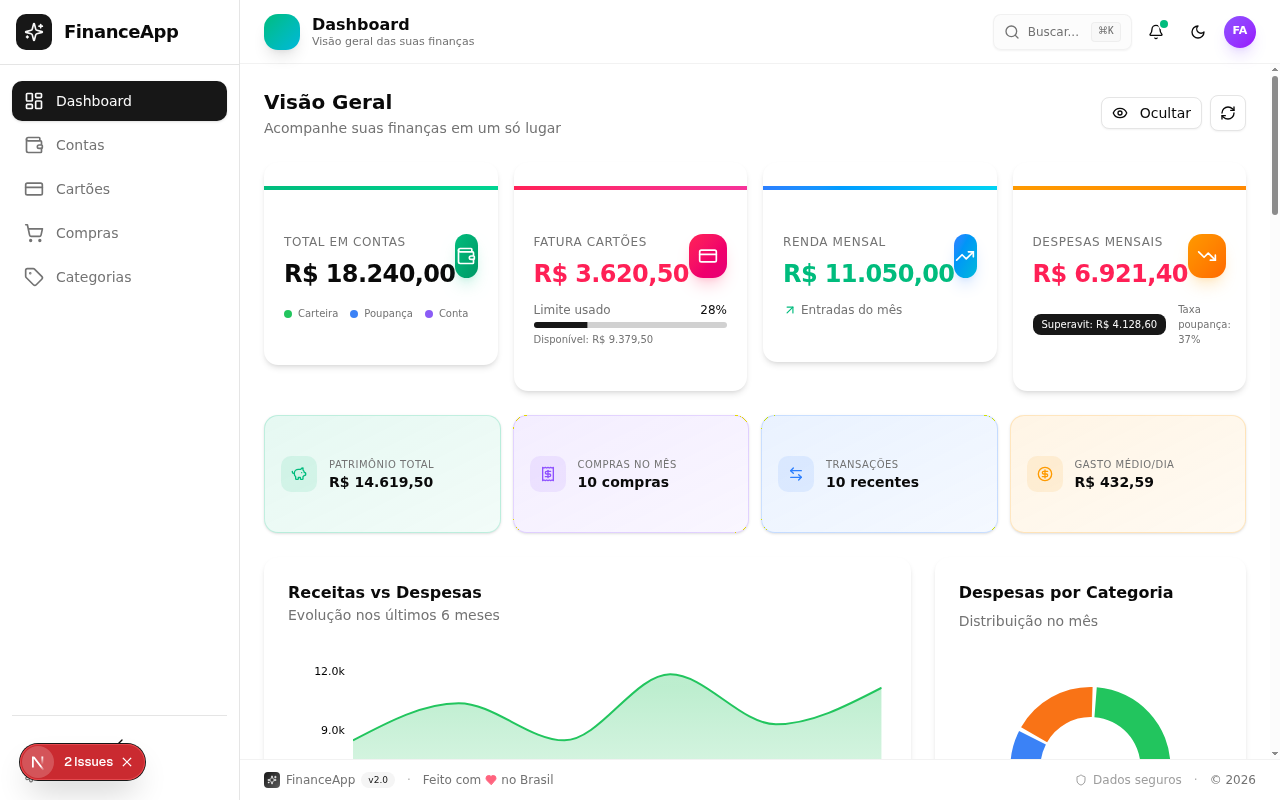 FinanceApp
Dashboard
Contas
Cartões
Compras
Categorias
2 Issues
Dashboard
Visão geral das suas finanças
Buscar...
⌘K
FA
Visão Geral
Acompanhe suas finanças em um só lugar
Ocultar
TOTAL EM CONTAS
R$ 18.240,00
Carteira
Poupança
Conta
FATURA CARTÕES
R$ 3.620,50
Limite usado
28%
Disponível: R$ 9.379,50
RENDA MENSAL
R$ 11.050,00
Entradas do mês
DESPESAS MENSAIS
R$ 6.921,40
Superavit: R$ 4.128,60
Taxa
poupança:
37%
PATRIMÔNIO TOTAL
R$ 14.619,50
COMPRAS NO MÊS
10 compras
TRANSAÇÕES
10 recentes
GASTO MÉDIO/DIA
R$ 432,59
Receitas vs Despesas
Evolução nos últimos 6 meses
12.0k
9.0k
Despesas por Categoria
Distribuição no mês
FinanceApp
v2.0
·
Feito com
no Brasil
Dados seguros
·
© 2026